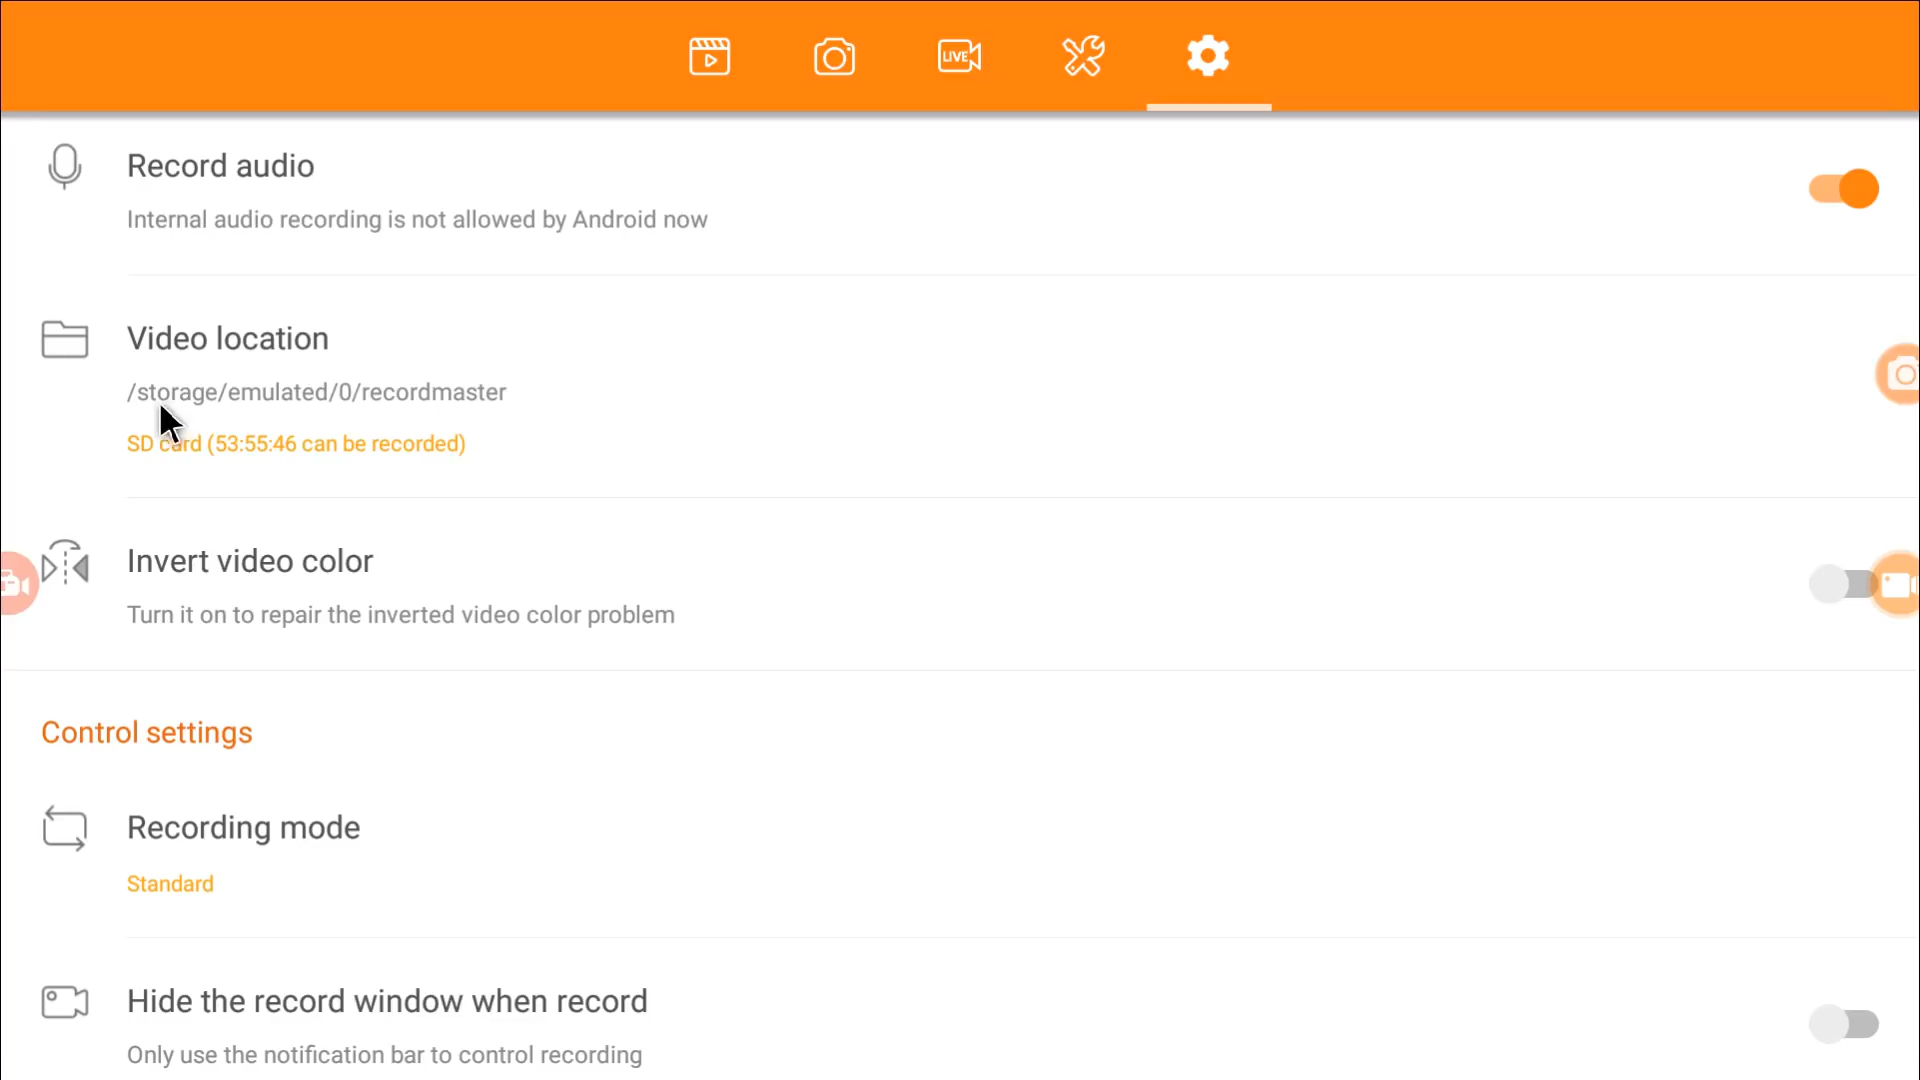 LIVE
Record audio
Internal audio recording is not allowed by Android now
Video location
/storage/emulated/0/recordmaster
SD card (53:55:46 can be recorded)
Invert video color
Turn it on to repair the inverted video color problem
Control settings
Recording mode
Standard
Hide the record window when record
Only use the notification bar to control recording